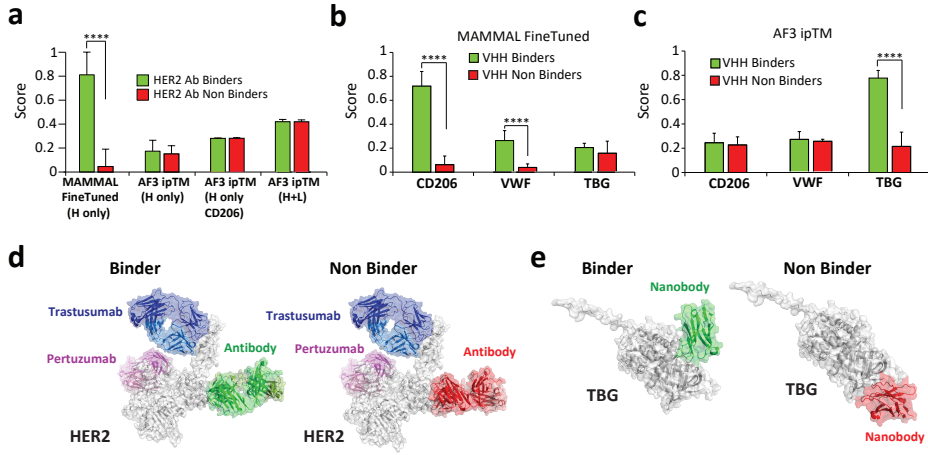 a
****
HER2 Ab Binders
HER2 Ab Non Binders
Score
1
0.8
0.6
0.4
0.2
0
MAMMAL
FineTuned
(H only)
AF3 ipTM
(H only)
AF3 ipTM
(H only
CD206)
AF3 ipTM
(H+L)
b
MAMMAL FineTuned
****
VHH Binders
VHH Non Binders
****
Score
1
0.8
0.6
0.4
0.2
0
CD206
VWF
TBG
c
AF3 ipTM
VHH Binders
VHH Non Binders
****
Score
1
0.8
0.6
0.4
0.2
0
CD206
VWF
TBG
d
Binder
Trastusumab
Pertuzumab
Antibody
HER2
Non Binder
Trastusumab
Pertuzumab
Antibody
HER2
e
Binder
Nanobody
TBG
Non Binder
TBG
Nanobody